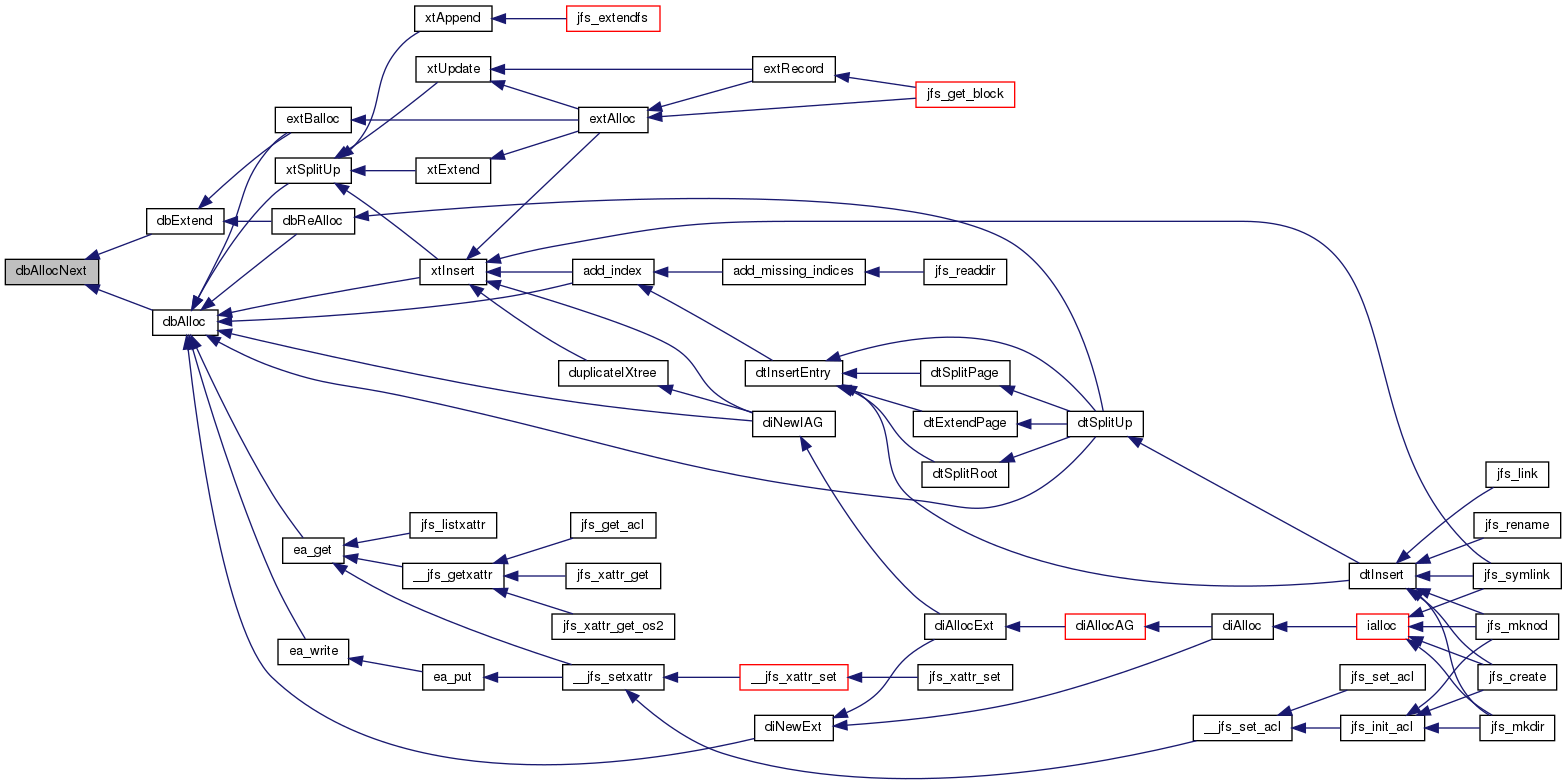 xtAppend
jfs_extendfs
xtUpdate
extRecord
jfs_get_block
extBalloc
extAlloc
xtSplitUp
xtExtend
dbExtend
dbReAlloc
dbAllocNext
xtInsert
add_index
add_missing_indices
jfs_readdir
dbAlloc
duplicateIXtree
dtInsertEntry
dtSplitPage
diNewIAG
dtExtendPage
dtSplitUp
dtSplitRoot
jfs_link
jfs_listxattr
jfs_get_acl
jfs_rename
ea_get
__jfs_getxattr
jfs_xattr_get
dtInsert
jfs_symlink
jfs_xattr_get_os2
diAllocExt
diAllocAG
diAlloc
ialloc
jfs_mknod
ea_write
ea_put
__jfs_setxattr
__jfs_xattr_set
jfs_xattr_set
jfs_set_acl
jfs_create
diNewExt
__jfs_set_acl
jfs_init_acl
jfs_mkdir